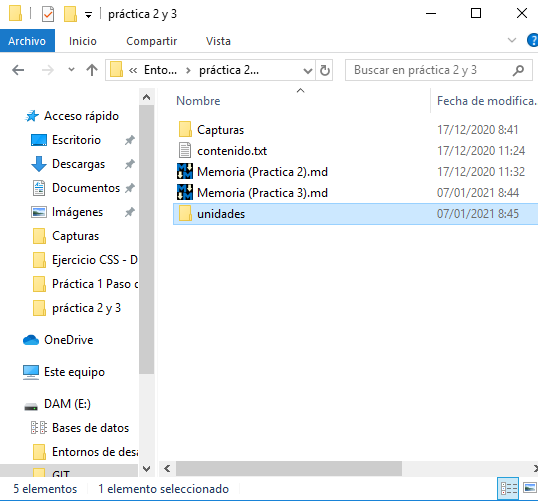 práctica 2 y 3
Archivo Inicio Compartir Vista
« Ento... práctica 2... Buscar en práctica 2 y 3
Nombre Fecha de modifica.
Acceso rápido
Escritorio
Descargas
Documentos
Imágenes
Capturas
Ejercicio CSS - D
Práctica 1 Paso d
práctica 2 y 3
OneDrive
Este equipo
DAM (E:)
Bases de datos
Entornos de desa
GIT
Capturas 17/12/2020 8:41
contenido.txt 17/12/2020 11:24
Memoria (Practica 2).md 17/12/2020 11:32
Memoria (Practica 3).md 07/01/2021 8:44
unidades 07/01/2021 8:45
5 elementos 1 elemento seleccionado